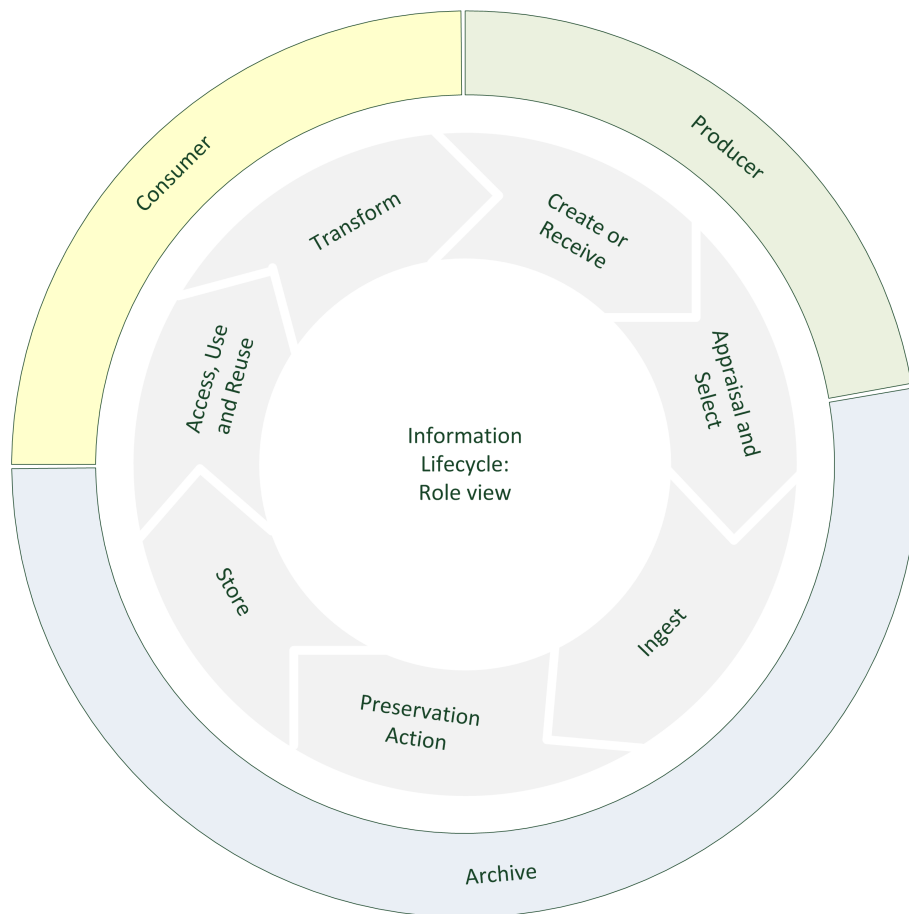 Consumer
Producer
Transform
Create or
Receive
Access, Use
and Reuse
Appraisal and
Select
Information
Lifecycle:
Role view
Store
Ingest
Preservation
Action
Archive